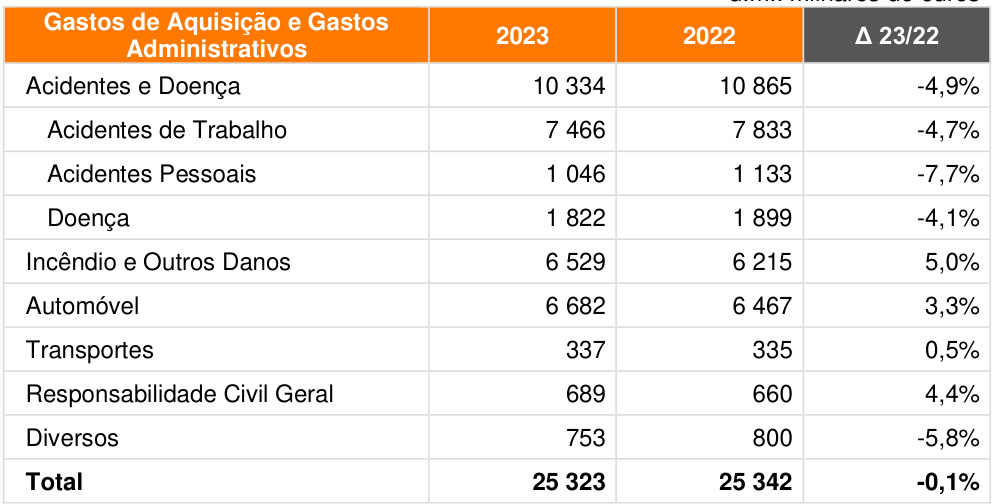 Gastos de Aquisição e Gastos
Administrativos 2023 2022 Δ 23/22
Acidentes e Doença 10 334 10 865 -4,9%
Acidentes de Trabalho 7 466 7 833 -4,7%
Acidentes Pessoais 1 046 1 133 -7,7%
Doença 1 822 1 899 -4,1%
Incêndio e Outros Danos 6 529 6 215 5,0%
Automóvel 6 682 6 467 3,3%
Transportes 337 335 0,5%
Responsabilidade Civil Geral 689 660 4,4%
Diversos 753 800 -5,8%
Total 25 323 25 342 -0,1%